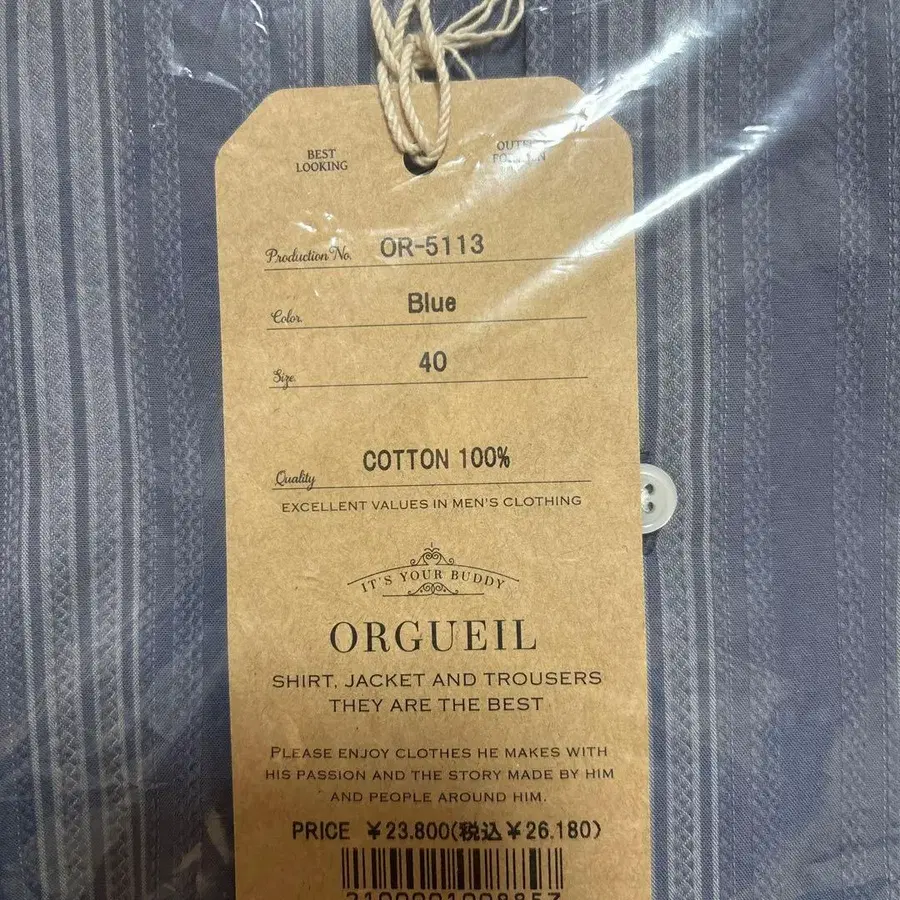 BEST
LOOKING
Production No. OR-5113
Color. Blue
Size. 40
Quality COTTON 100%
EXCELLENT VALUES IN MEN'S CLOTHING
IT'S YOUR BUDDY
ORGUEIL
SHIRT, JACKET AND TROUSERS
THEY ARE THE BEST
PLEASE ENJOY CLOTHES HE MAKES WITH
HIS PASSION AND THE STORY MADE BY HIM
AND PEOPLE AROUND HIM.
PRICE ¥23.800(税込¥26.180)